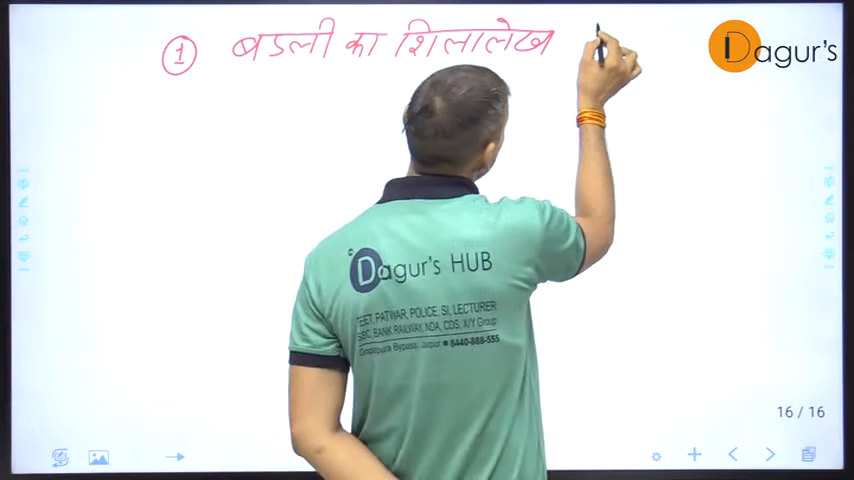 1 बडली का शिलालेख
Dagur's
Dagur's HUB
REET, PATWAR, POLICE, SI, LECTURER
SSC, BANK, RAILWAY, NDA, CDS, X/Y Group
Gopalpura Bypass, Jaipur 8440-888-555
16 / 16